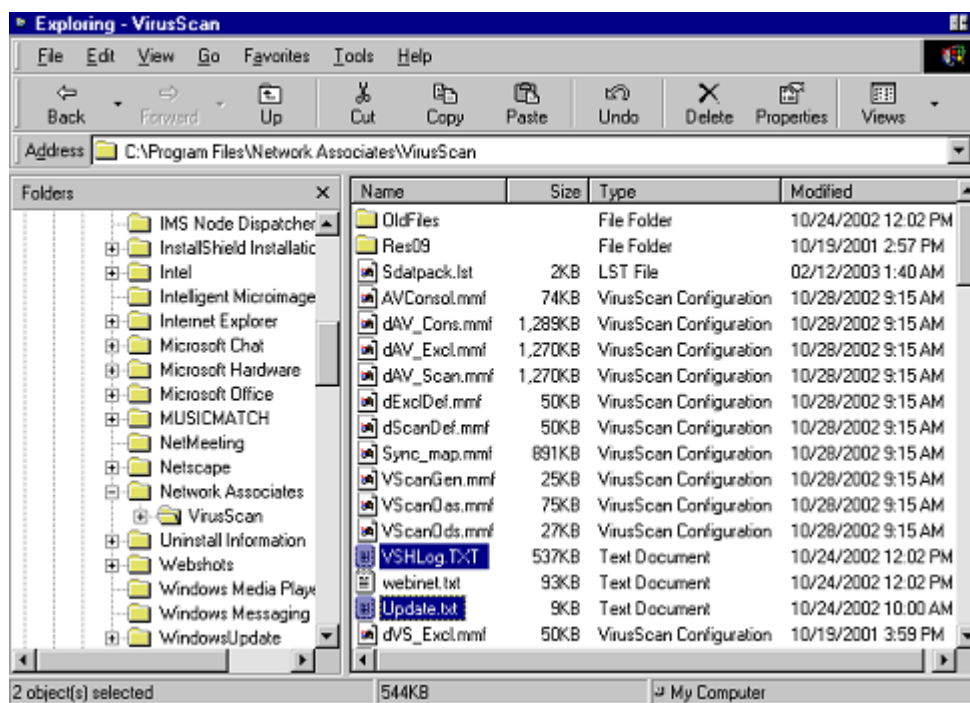 Exploring - VirusScan
File Edit View Go Favorites Tools Help
Back Forward Up Cut Copy Paste Undo Delete Properties Views
Address C:\Program Files\Network Associates\VirusScan
Folders
IMS Node Dispatcher
InstallShield Installatic
Intel
Intelligent Microimage
Internet Explorer
Microsoft Chat
Microsoft Hardware
Microsoft Office
MUSICMATCH
NetMeeting
Netscape
Network Associates
VirusScan
Uninstall Information
Webshots
Windows Media Playe
Windows Messaging
WindowsUpdate
Name Size Type Modified
OldFiles File Folder 10/24/2002 12:02 PM
Res09 File Folder 10/19/2001 2:57 PM
Sdatpack.lst 2KB LST File 02/12/2003 1:40 AM
AVConsol.mmf 74KB VirusScan Configuration 10/28/2002 9:15 AM
dAV_Cons.mmf 1,289KB VirusScan Configuration 10/28/2002 9:15 AM
dAV_Excl.mmf 1,270KB VirusScan Configuration 10/28/2002 9:15 AM
dAV_Scan.mmf 1,270KB VirusScan Configuration 10/28/2002 9:15 AM
dExclDef.mmf 50KB VirusScan Configuration 10/28/2002 9:15 AM
dScanDef.mmf 50KB VirusScan Configuration 10/28/2002 9:15 AM
Sync_map.mmf 891KB VirusScan Configuration 10/28/2002 9:15 AM
VScanGen.mmf 25KB VirusScan Configuration 10/28/2002 9:15 AM
VScanOas.mmf 75KB VirusScan Configuration 10/28/2002 9:15 AM
VScanOds.mmf 27KB VirusScan Configuration 10/28/2002 9:15 AM
VSHLog.TXT 537KB Text Document 10/24/2002 12:02 PM
webinet.txt 93KB Text Document 10/24/2002 12:02 PM
Update.txt 9KB Text Document 10/24/2002 10:00 AM
dVS_Excl.mmf 50KB VirusScan Configuration 10/19/2001 3:59 PM
2 object(s) selected 544KB My Computer